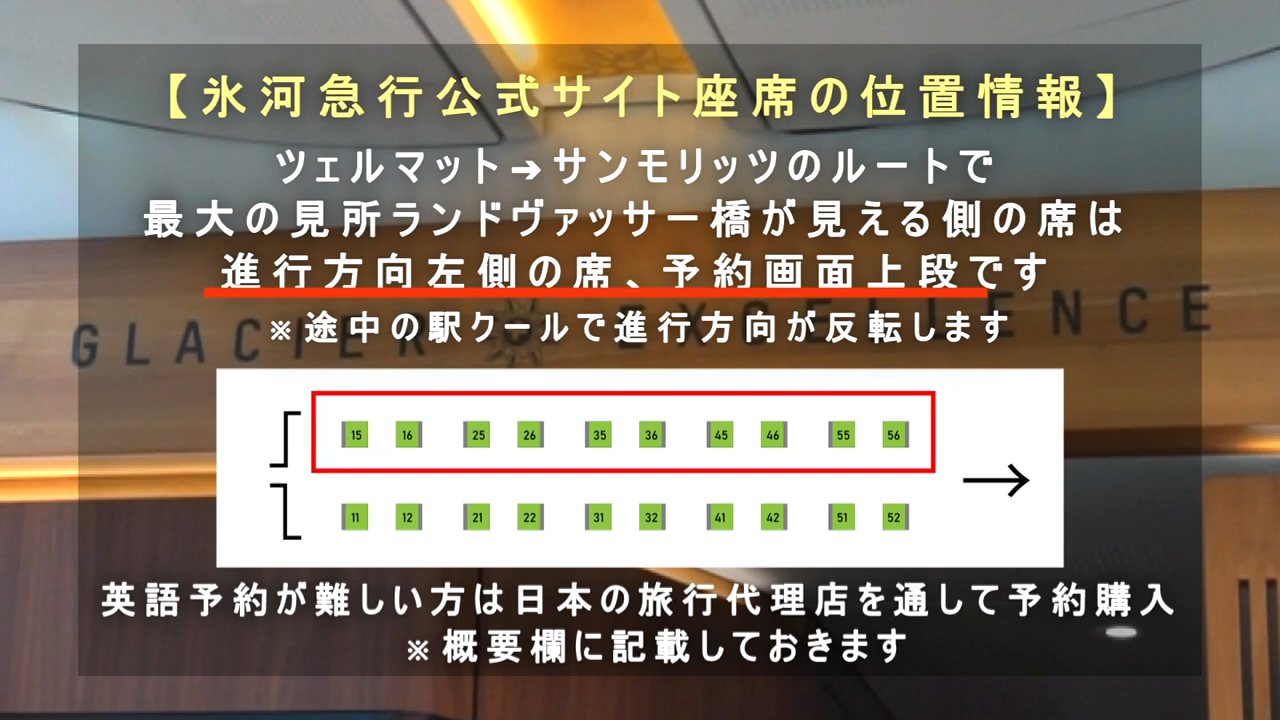 【氷河急行公式サイト座席の位置情報】
ツェルマット➔サンモリッツのルートで
最大の見所ランドヴァッサー橋が見える側の席は
進行方向左側の席、予約画面上段です
GLACIER EXCELLENCE
※途中の駅クールで進行方向が反転します
15 16 25 26 35 36 45 46 55 56
→
11 12 21 22 31 32 41 42 51 52
英語予約が難しい方は日本の旅行代理店を通して予約購入
※概要欄に記載しておきます